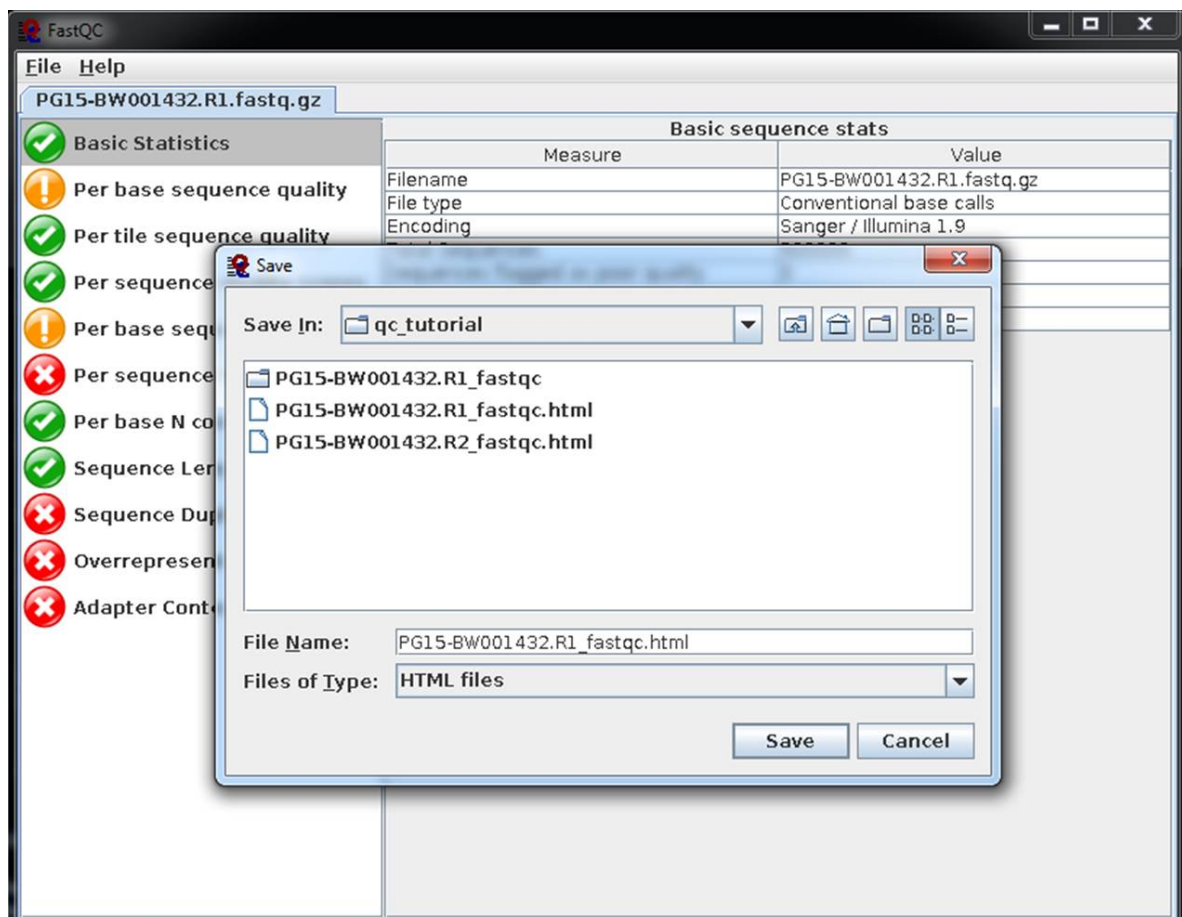 FastQC
File Help
PG15-BW001432.R1.fastq.gz
Basic Statistics
Per base sequence quality
Per tile sequence quality
Per sequence
Per base sequ
Per sequence
Per base N co
Sequence Ler
Sequence Dup
Overrepresen
Adapter Conte
Basic sequence stats
Measure Value
Filename PG15-BW001432.R1.fastq.gz
File type Conventional base calls
Encoding Sanger / Illumina 1.9
Save
Save In: qc_tutorial
PG15-BW001432.R1_fastqc
PG15-BW001432.R1_fastqc.html
PG15-BW001432.R2_fastqc.html
File Name: PG15-BW001432.R1_fastqc.html
Files of Type: HTML files
Save Cancel